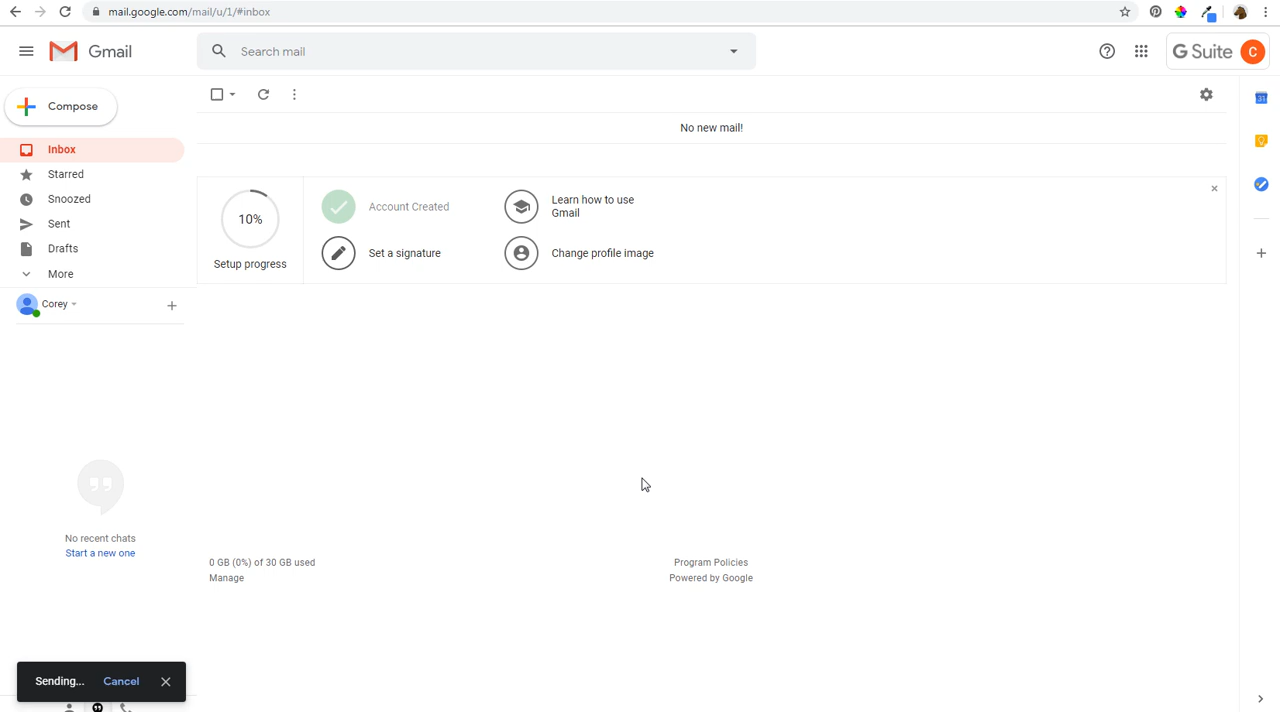 mail.google.com/mail/u/1/#inbox
Gmail
Search mail
G Suite
C
Compose
31
No new mail!
Inbox
Starred
Snoozed
Sent
Drafts
More
10%
Setup progress
Account Created
Learn how to use
Gmail
Set a signature
Change profile image
Corey
No recent chats
Start a new one
0 GB (0%) of 30 GB used
Manage
Program Policies
Powered by Google
Sending...
Cancel